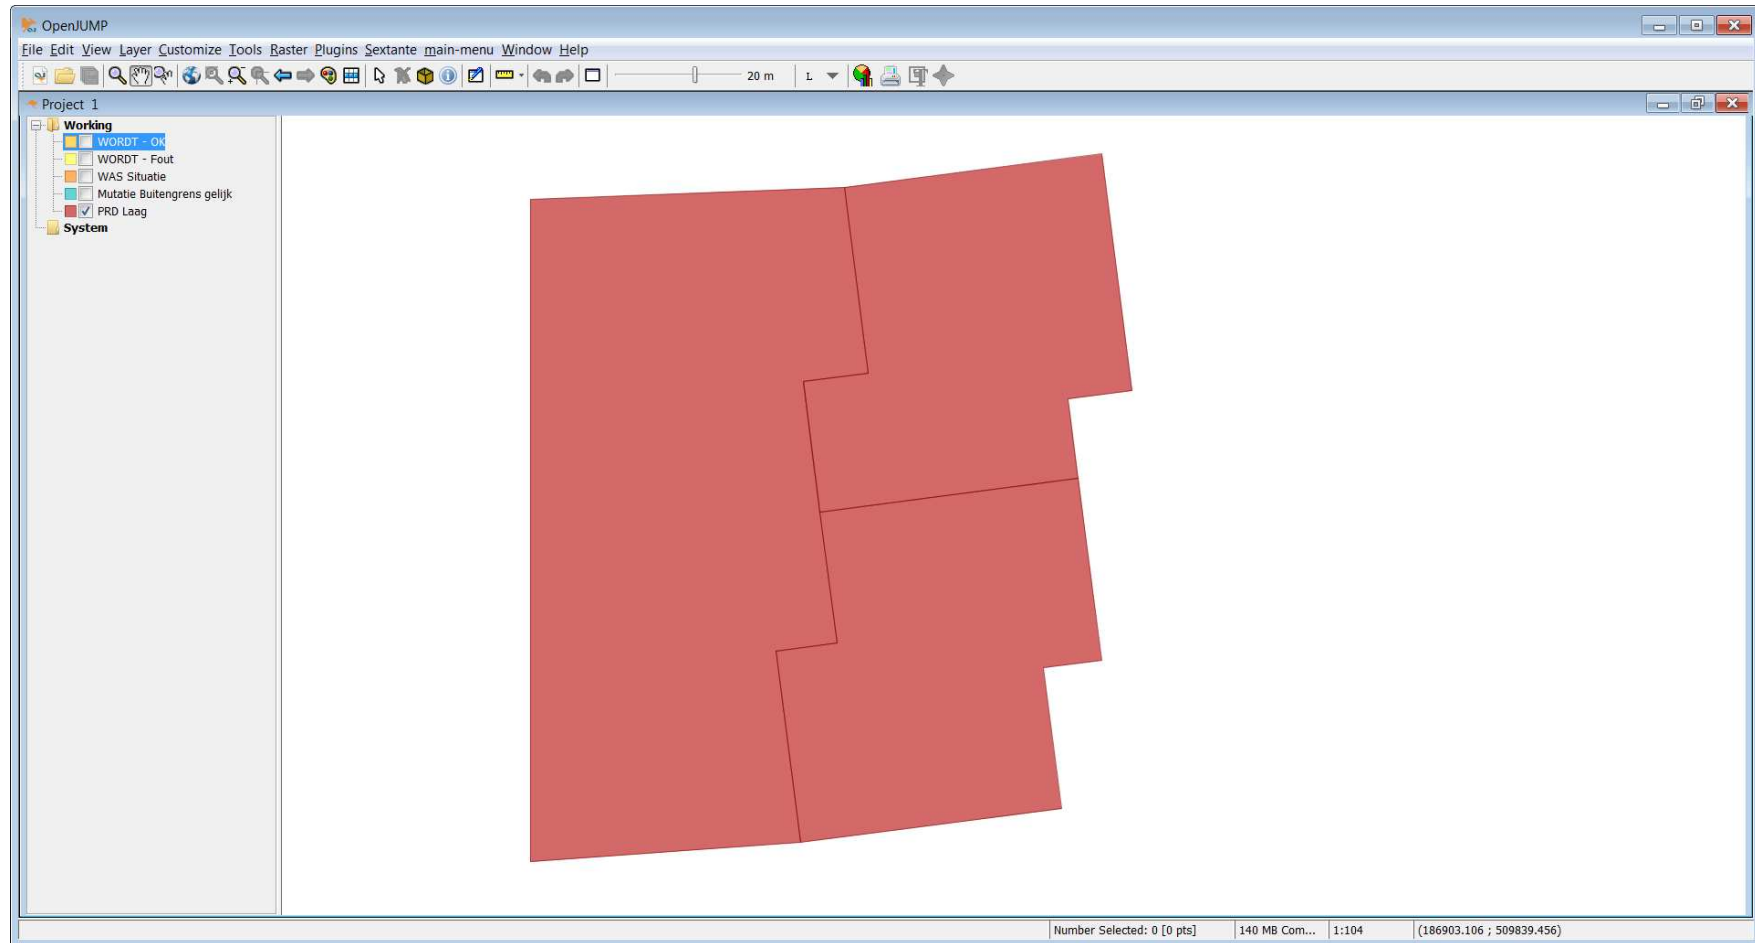 OpenJUMP
File Edit View Layer Customize Tools Raster Plugins Sextante main-menu Window Help
20 m L
Project 1
Working
WORDT - OK
WORDT - Fout
WAS Situatie
Mutatie Buitengrens gelijk
PRD Laag
System
Number Selected: 0 [0 pts] 140 MB Com... 1:104 (186903.106 ; 509839.456)